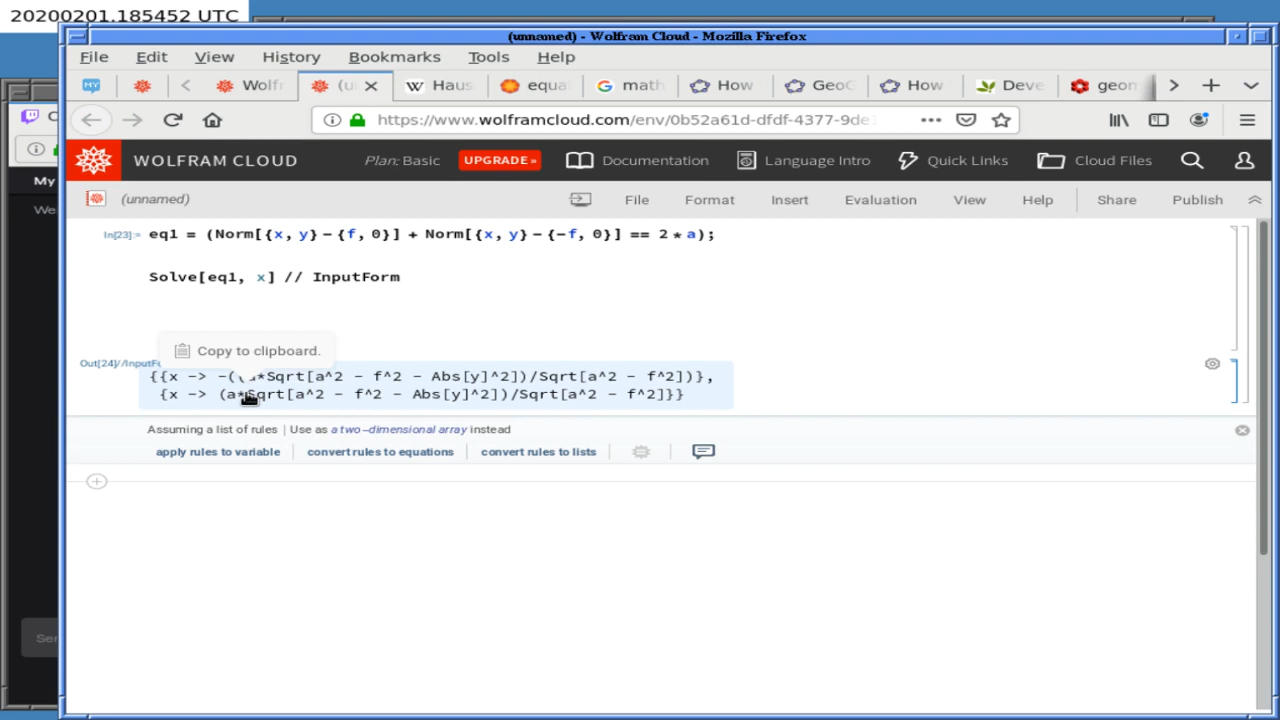 20200201.185452 UTC
(unnamed) - Wolfram Cloud - Mozilla Firefox
File Edit View History Bookmarks Tools Help
Wolfr (u Haus equa math How GeoG How Deve geon
https://www.wolframcloud.com/env/0b52a61d-dfdf-4377-9de
WOLFRAM CLOUD Plan: Basic UPGRADE » Documentation Language Intro Quick Links Cloud Files
My
(unnamed) File Format Insert Evaluation View Help Share Publish
We
In[23]:= eq1 = (Norm[{x, y} - {f, 0}] + Norm[{x, y} - {-f, 0}] == 2 * a);
Solve[eq1, x] // InputForm
Copy to clipboard.
Out[24]//InputFo
{{x -> -((a*Sqrt[a^2 - f^2 - Abs[y]^2])/Sqrt[a^2 - f^2])},
{x -> (a*Sqrt[a^2 - f^2 - Abs[y]^2])/Sqrt[a^2 - f^2]}}
Assuming a list of rules | Use as a two-dimensional array instead
apply rules to variable convert rules to equations convert rules to lists
Sen